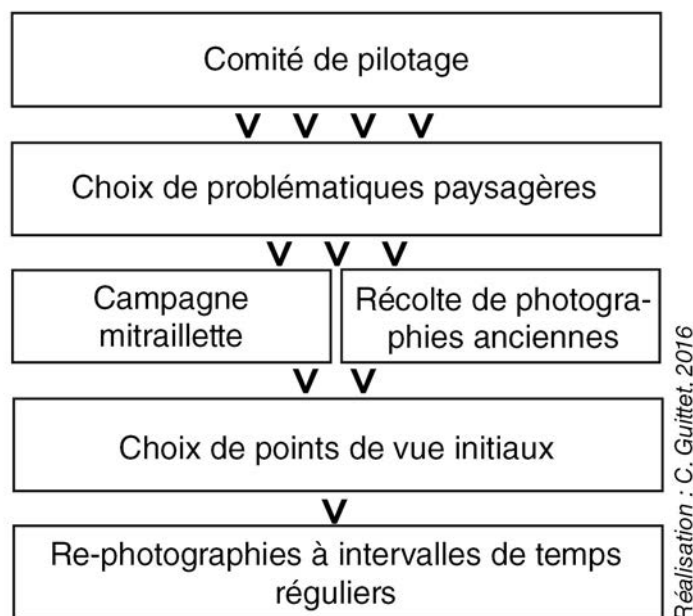 Comité de pilotage
V V V V
Choix de problématiques paysagères
V V V
Campagne
mitraillette
Récolte de photogra-
phies anciennes
V V
Choix de points de vue initiaux
V
Re-photographies à intervalles de temps
réguliers
Réalisation : C. Guittet, 2016